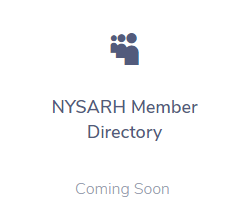 NYSARH Member
Directory
Coming Soon